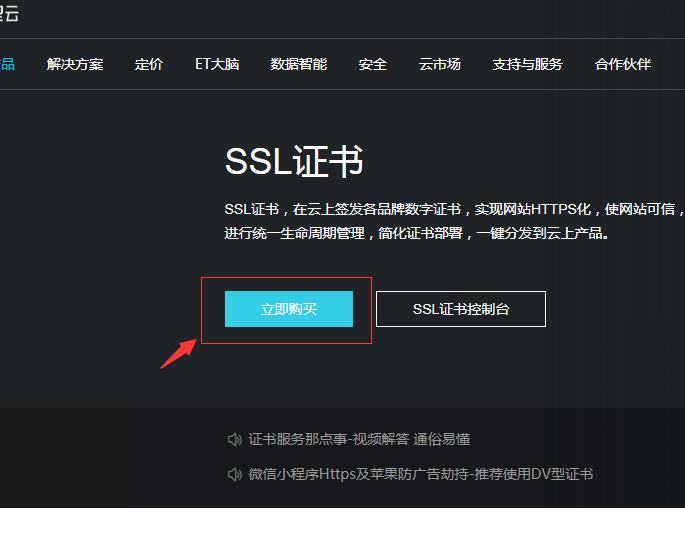 云
品 解决方案 定价 ET大脑 数据智能 安全 云市场 支持与服务 合作伙伴
SSL证书
SSL证书，在云上签发各品牌数字证书，实现网站HTTPS化，使网站可信，
进行统一生命周期管理，简化证书部署，一键分发到云上产品。
立即购买 SSL证书控制台
证书服务那点事-视频解答 通俗易懂
微信小程序Https及苹果防广告劫持-推荐使用DV型证书